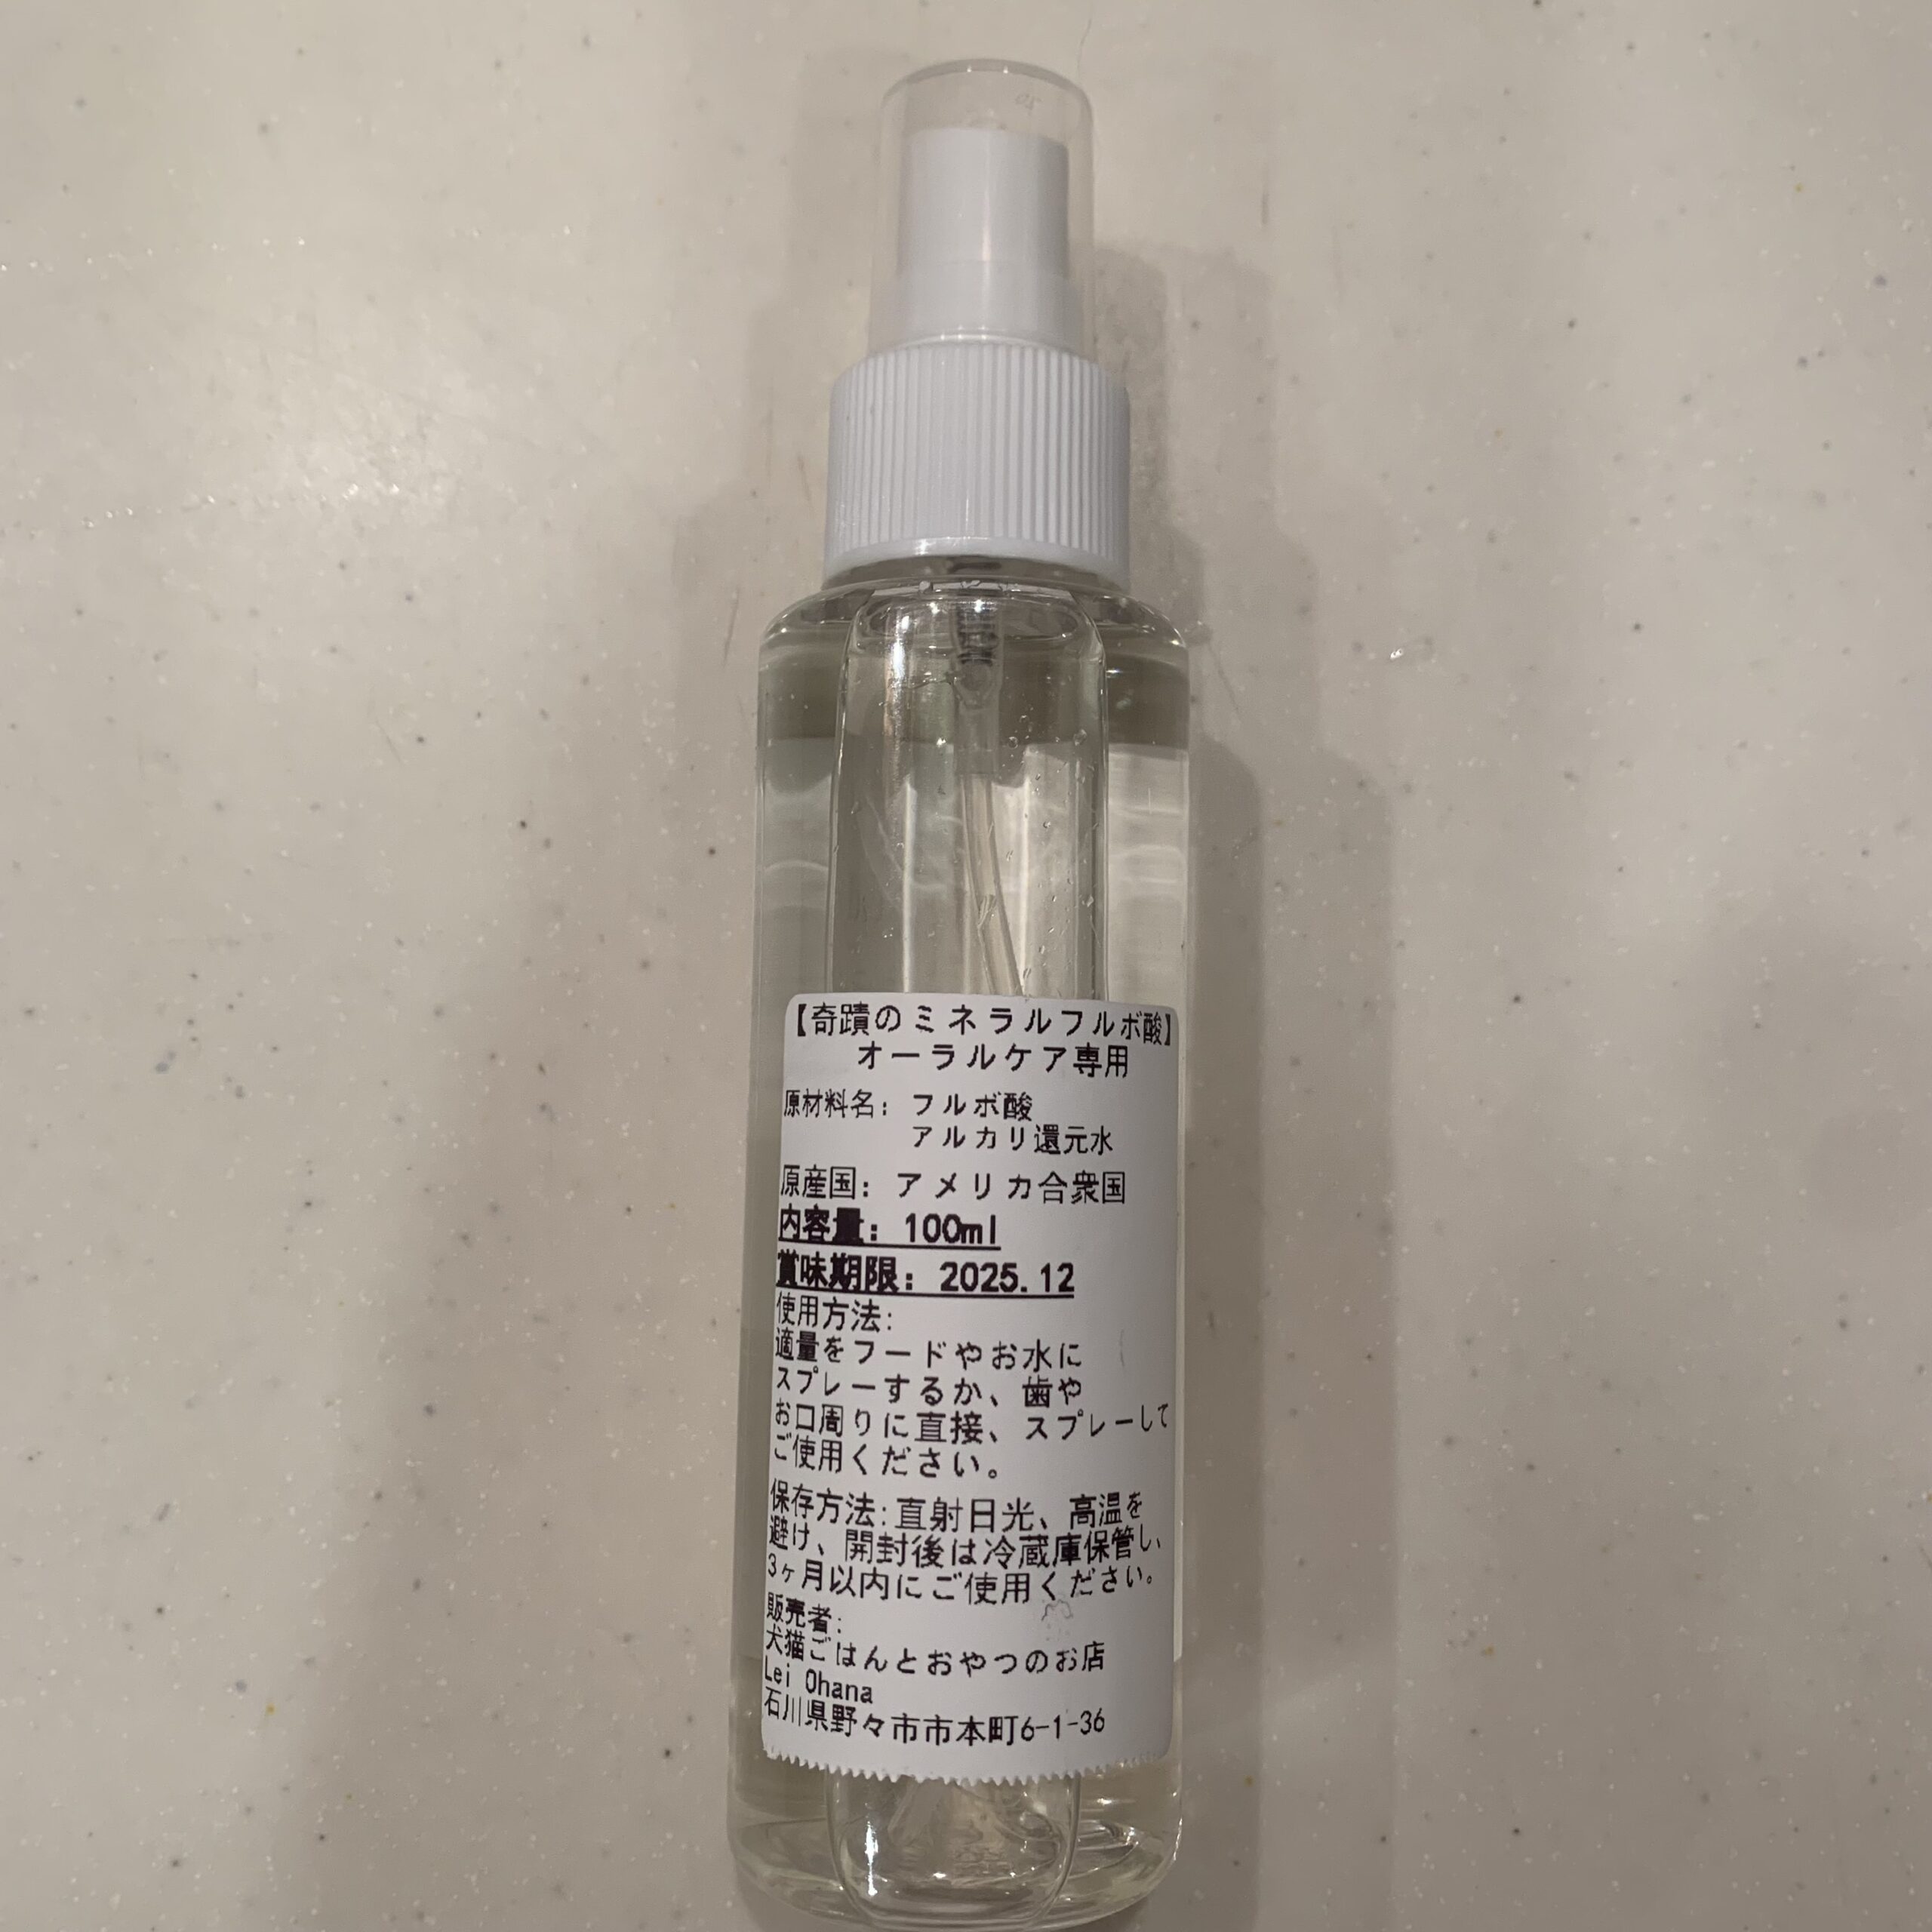 【奇蹟のミネラルフルボ酸】
オーラルケア専用
原材料名: フルボ酸
アルカリ還元水
原産国: アメリカ合衆国
内容量: 100ml
賞味期限: 2025.12
使用方法:
適量をフードやお水に
スプレーするか、歯や
お口周りに直接、スプレーして
ご使用ください。
保存方法:直射日光、高温を
避け、開封後は冷蔵庫保管し、
3ヶ月以内にご使用ください。
販売者:
犬猫ごはんとおやつのお店
Lei Ohana
石川県野々市市本町6-1-36